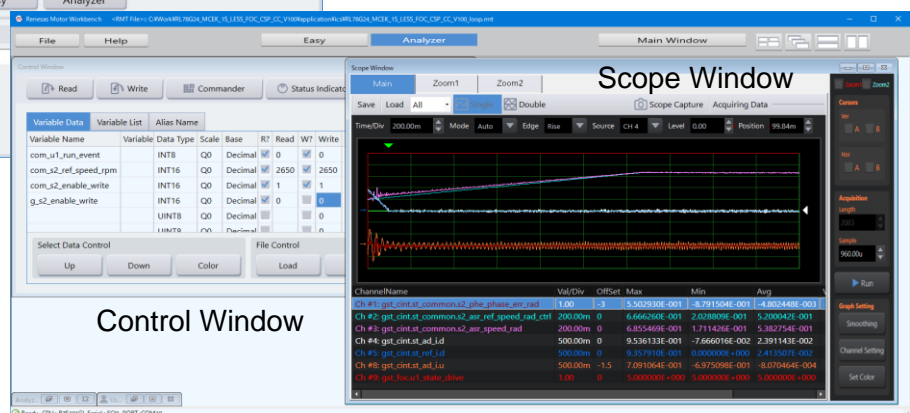 Analyzer
Renesas Motor Workbench
File Help Easy Analyzer Main Window
Control Window
Read Write Commander Status Indicato
Variable Data Variable List Alias Name
Variable Name Variable Data Type Scale Base R? Read W? Write
com_u1_run_event INT8 Q0 Decimal 0 0
com_s2_ref_speed_rpm INT16 Q0 Decimal 2650 2650
com_s2_enable_write INT16 Q0 Decimal 1 1
g_s2_enable_write INT16 Q0 Decimal 0 0
UINT8 Q0 Decimal 0
Select Data Control File Control
Up Down Color Load
Control Window
Scope Window
Main Zoom1 Zoom2
Scope Window
Save Load All Single Double Scope Capture Acquiring Data
Time/Div 200.00m Mode Auto Edge Rise Source CH 4 Level 0.00 Position 99.84m
ChannelName Val/Div OffSet Max Min Avg
Ch #1: gst_cint.st_common.s2_phe_phase_err_rad 1.00 -3 5.502930E-001 -8.791504E-001 -4.802448E-003
Ch #2: gst_cint.st_common.s2_asr_ref_speed_rad_ctrl 200.00m 0 6.666260E-001 2.028809E-001 5.200042E-001
Ch #3: gst_cint.st_common.s2_asr_speed_rad 200.00m 0 6.855469E-001 1.711426E-001 5.382754E-001
Ch #4: gst_cint.st_ad_i.d 500.00m 0 9.536133E-001 -7.666016E-002 2.391143E-002
Ch #5: gst_cint.st_ref_i.d 500.00m 0 9.357910E-001 0.000000E+000 2.413507E-002
Ch #8: gst_cint.st_ad_i.u 500.00m -1.5 7.091064E-001 -6.975098E-001 -8.070464E-004
Ch #9: gst_foc.u1_state_drive 1.00 0 5.000000E+000 5.000000E+000 5.000000E+000
Zoom1 Zoom2
Cursors
Ver
A B
Hor
A B
Acquisition
Length
2083
Sample
960.00u
Run
Graph Setting
Smoothing
Channel Setting
Set Color